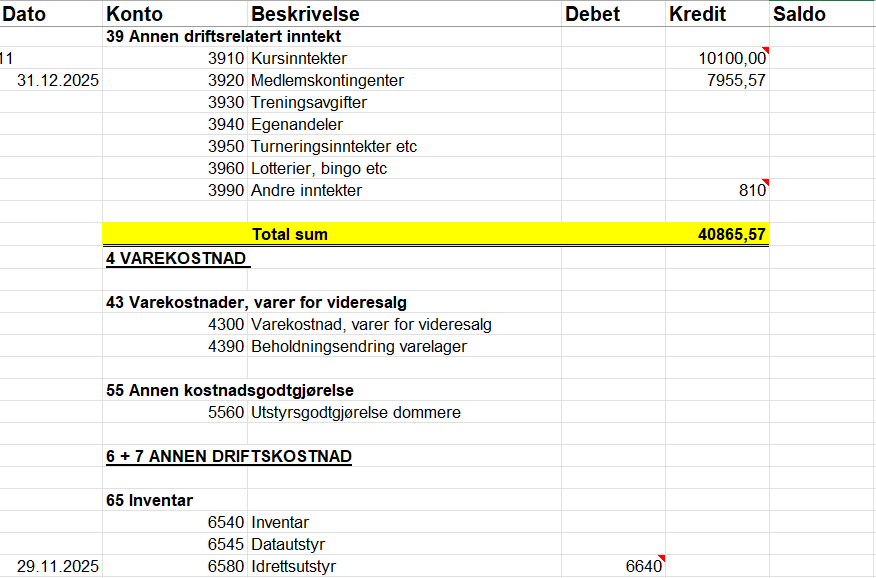 Dato Konto Beskrivelse Debet Kredit Saldo
39 Annen driftsrelatert inntekt
11 3910 Kursinntekter 10100,00
31.12.2025 3920 Medlemskontingenter 7955,57
3930 Treningsavgifter
3940 Egenandeler
3950 Turneringsinntekter etc
3960 Lotterier, bingo etc
3990 Andre inntekter 810
Total sum 40865,57
4 VAREKOSTNAD
43 Varekostnader, varer for videresalg
4300 Varekostnad, varer for videresalg
4390 Beholdningsendring varelager
55 Annen kostnadsgodtgjørelse
5560 Utstyrsgodtgjørelse dommere
6 + 7 ANNEN DRIFTSKOSTNAD
65 Inventar
6540 Inventar
6545 Datautstyr
29.11.2025 6580 Idrettsutstyr 6640